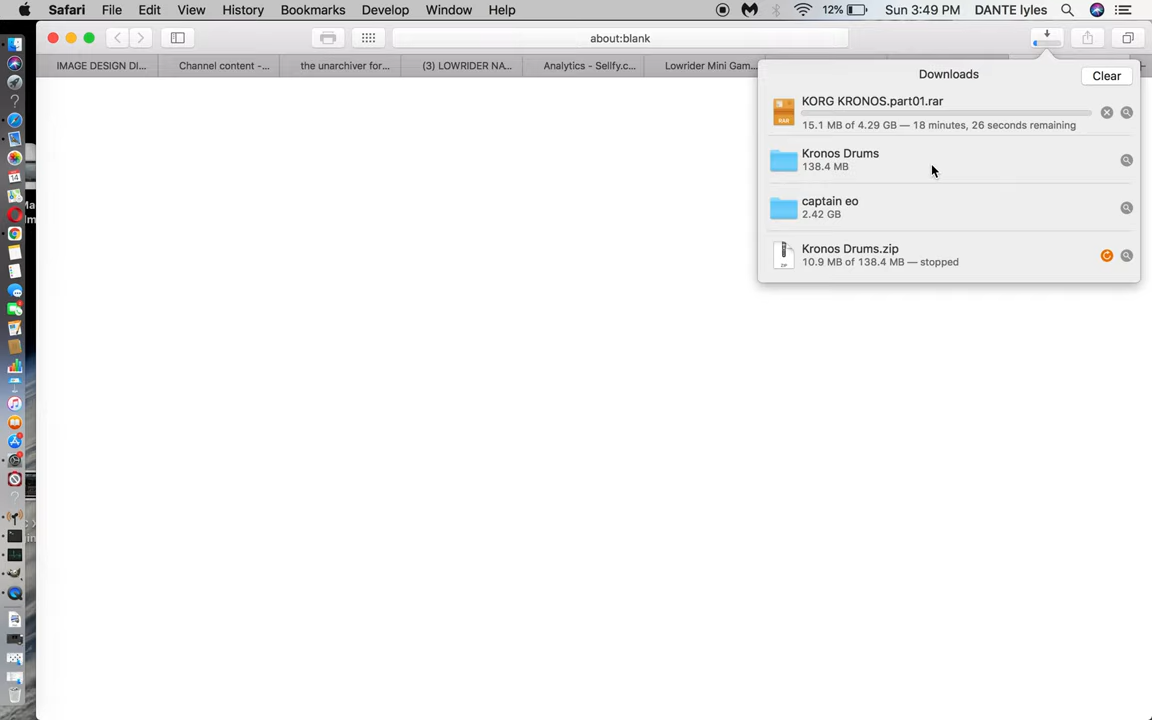 Safari File Edit View History Bookmarks Develop Window Help 12% Sun 3:49 PM DANTE lyles
about:blank
IMAGE DESIGN DI... Channel content -... the unarchiver for... (3) LOWRIDER NA... Analytics - Sellfy.c... Lowrider Mini Gam...
Downloads Clear
KORG KRONOS.part01.rar
15.1 MB of 4.29 GB — 18 minutes, 26 seconds remaining
Kronos Drums
138.4 MB
captain eo
2.42 GB
Kronos Drums.zip
10.9 MB of 138.4 MB — stopped